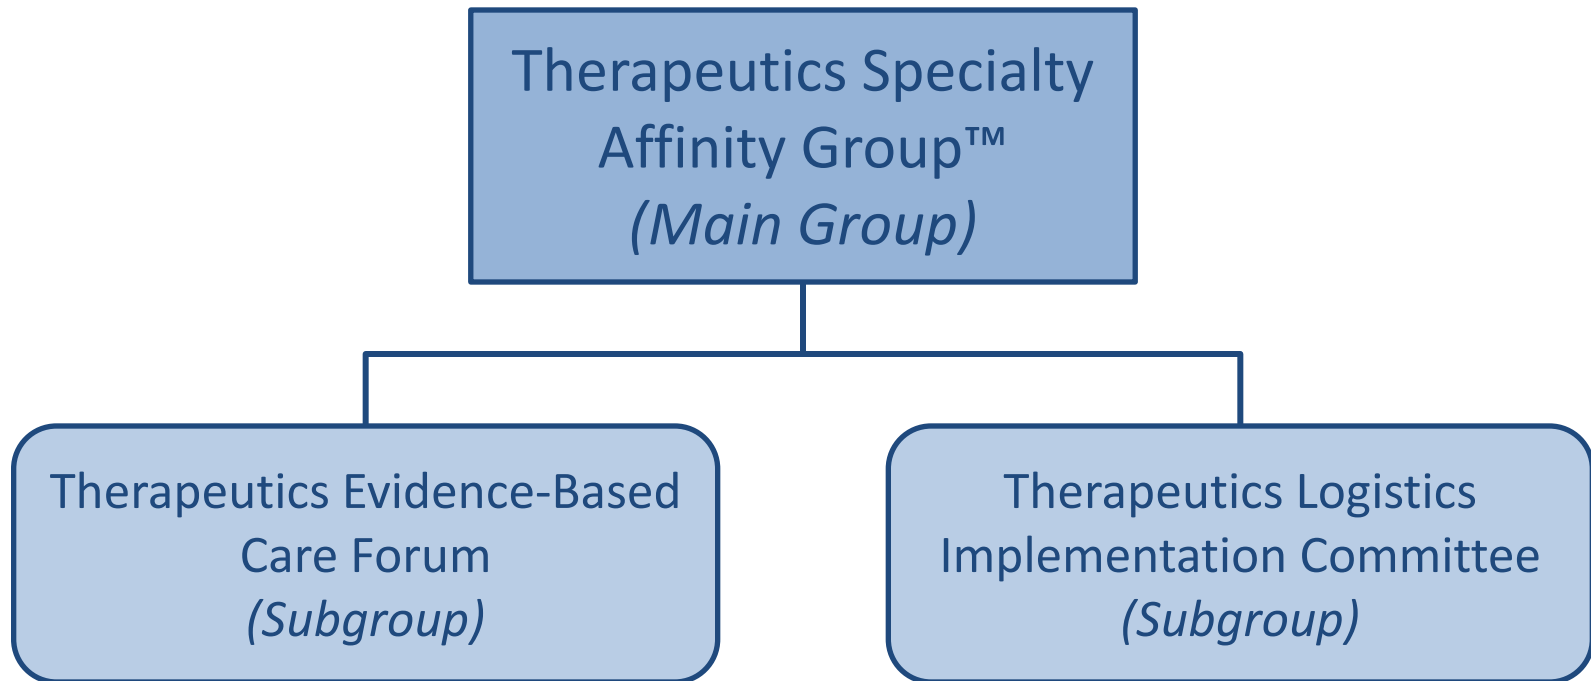 Therapeutics Specialty
Affinity Group™
(Main Group)
Therapeutics Evidence-Based
Care Forum
(Subgroup)
Therapeutics Logistics
Implementation Committee
(Subgroup)